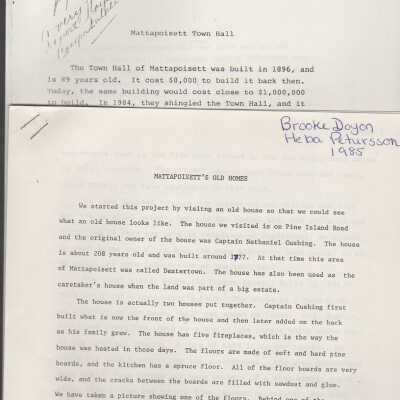 A very fine
report
Congratulations
Mattapoisett Town Hall
The Town Hall of Mattapoisett was built in 1896, and
is 89 years old. It cost $8,000 to build it back then.
Today, the same building would cost close to $1,000,000
to build. In 1984, they shingled the Town Hall, and it
Brooke Doyon
Heba Petursson
1985
MATTAPOISETT'S OLD HOMES
We started this project by visitng an old house so that we could see
what an old house looks like. The house we visited is on Pine Island Road
and the original owner of the house was Captain Nathaniel Cushing. The house
is about 208 years old and was built around 1777. At that time this area
of Mattapoisett was called Dextertown. The house has also been used as the
caretaker's house when the land was part of a big estate.
The house is actually two houses put together. Captain Cushing first
built what is now the front of the house and then later added on the back
as his family grew. The house has five fireplaces, which is the way the
house was heated in those days. The floors are made of soft and hard pine
boards, and the kitchen has a spruce floor. All of the floor boards are very
wide, and the cracks between the boards are filled with sawdust and glue.
We have taken a picture showing one of the floors. Behind one of the